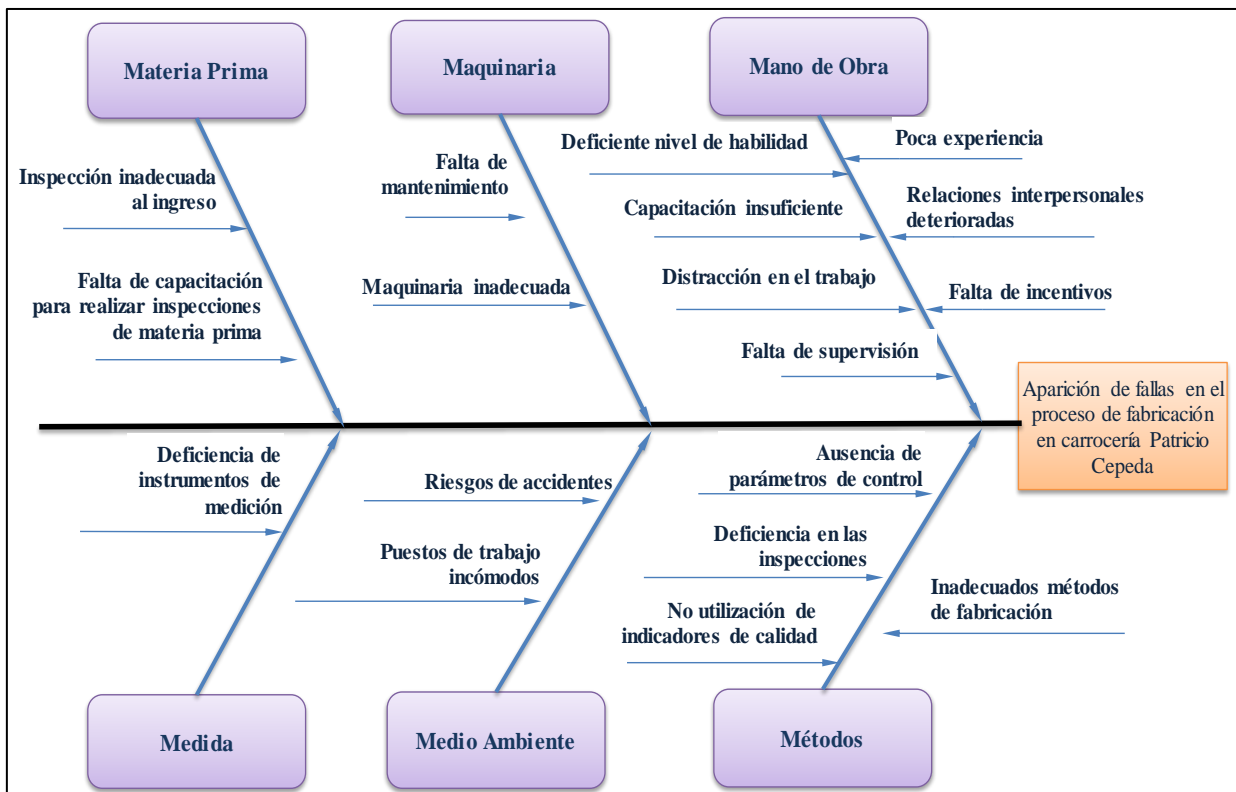 Materia Prima
Maquinaria
Mano de Obra
Inspección inadecuada
al ingreso
Falta de capacitación
para realizar inspecciones
de materia prima
Falta de
mantenimiento
Maquinaria inadecuada
Deficiente nivel de habilidad
Poca experiencia
Capacitación insuficiente
Relaciones interpersonales
deterioradas
Distracción en el trabajo
Falta de incentivos
Falta de supervisión
Aparición de fallas en el
proceso de fabricación
en carrocería Patricio
Cepeda
Deficiencia de
instrumentos de
medición
Riesgos de accidentes
Puestos de trabajo
incómodos
Ausencia de
parámetros de control
Deficiencia en las
inspecciones
No utilización de
indicadores de calidad
Inadecuados métodos
de fabricación
Medida
Medio Ambiente
Métodos